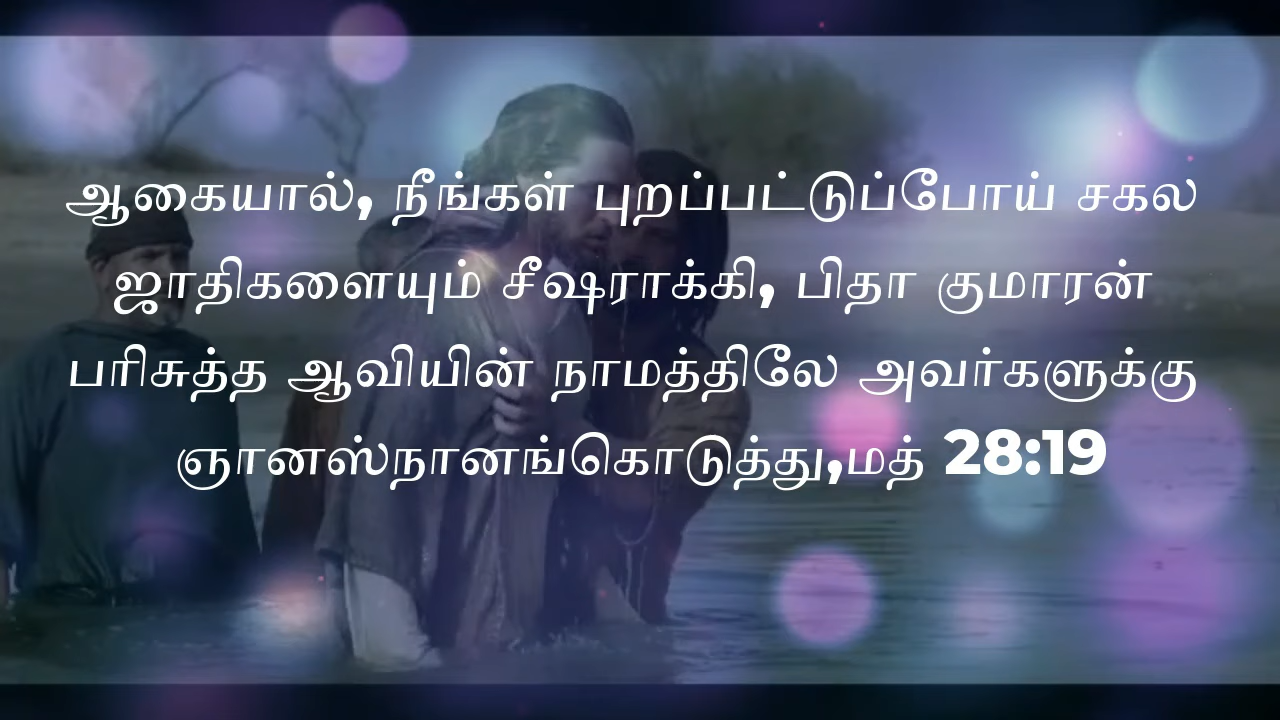 ஆகையால், நீங்கள் புறப்பட்டுப்போய் சகல
ஜாதிகளையும் சீஷராக்கி, பிதா குமாரன்
பரிசுத்த ஆவியின் நாமத்திலே அவர்களுக்கு
ஞானஸ்நானங்கொடுத்து,மத் 28:19